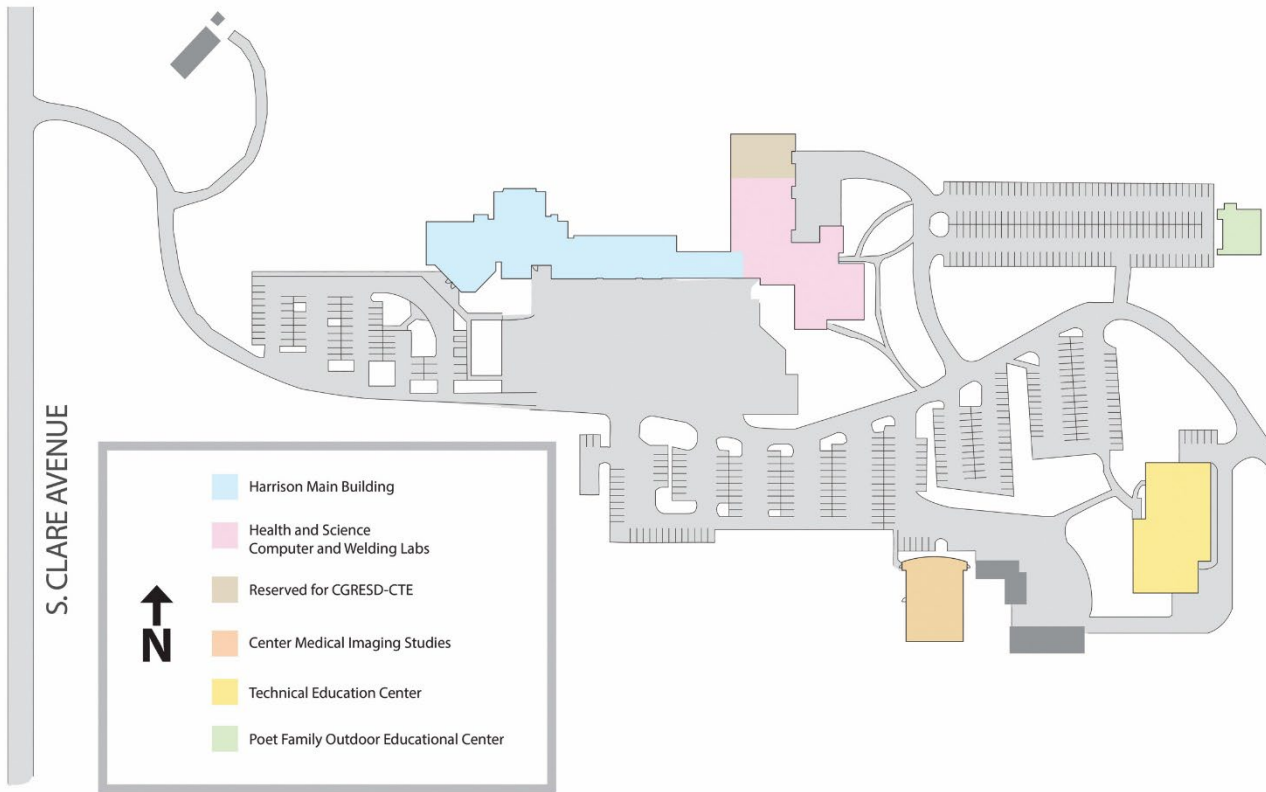 S. CLARE AVENUE
Harrison Main Building
Health and Science
Computer and Welding Labs
Reserved for CGRESD-CTE
Center Medical Imaging Studies
Technical Education Center
Poet Family Outdoor Educational Center
N